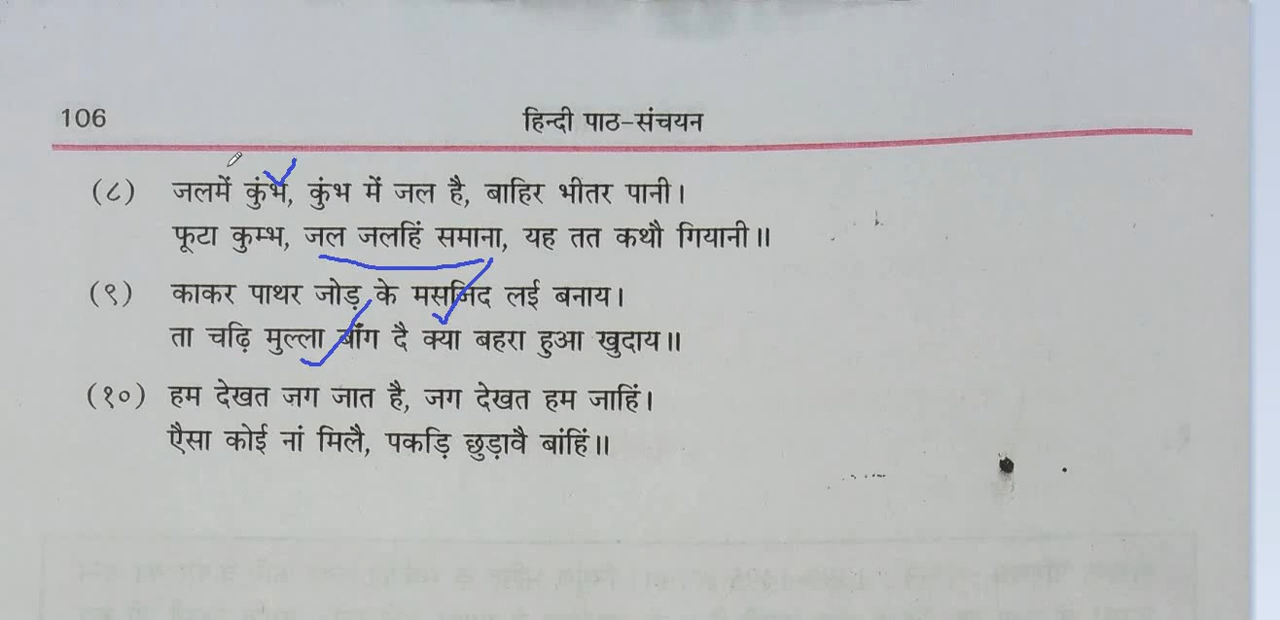 106
हिन्दी पाठ-संचयन
(८) जलमें कुंभ, कुंभ में जल है, बाहिर भीतर पानी।
फूटा कुम्भ, जल जलहिं समाना, यह तत कथौ गियानी॥
(९) काकर पाथर जोड़ के मसजिद लई बनाय।
ता चढ़ि मुल्ला बाँग दै क्या बहरा हुआ खुदाय॥
(१०) हम देखत जग जात है, जग देखत हम जाहिं।
एैसा कोई नां मिलै, पकड़ि छुड़ावै बांहिं॥